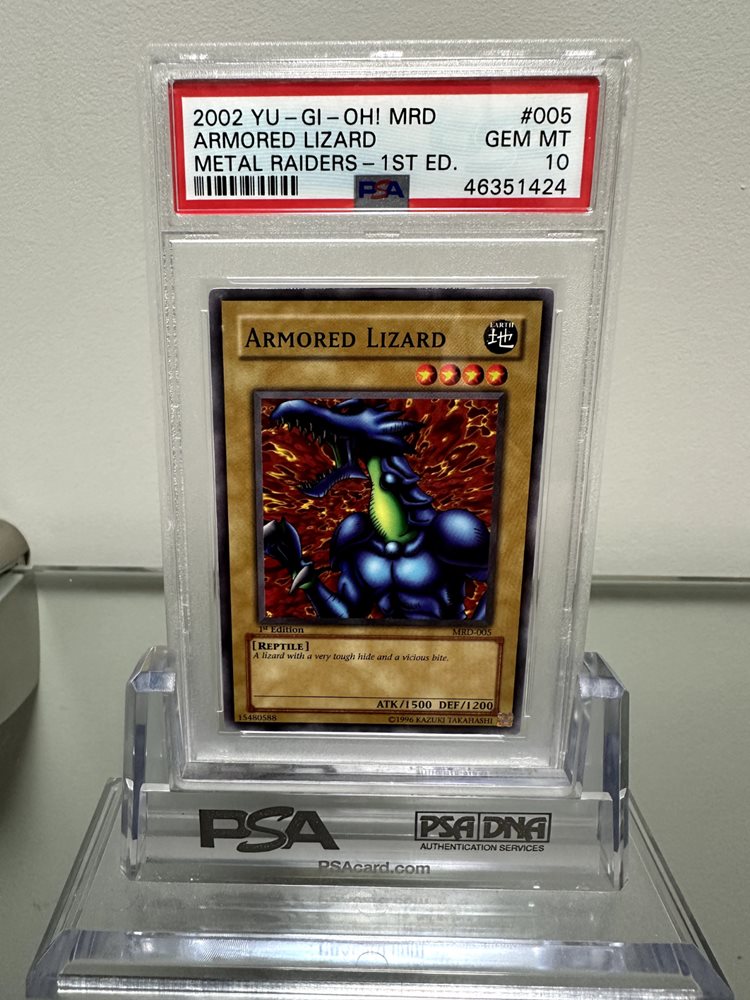 2002 YU-GI-OH! MRD #005
ARMORED LIZARD GEM MT
METAL RAIDERS-1ST ED. 10
PSA 46351424
ARMORED LIZARD EARTH 地
1st Edition MRD-005
[REPTILE]
A lizard with a very tough hide and a vicious bite.
ATK/1500 DEF/1200
15480588 ©1996 KAZUKI TAKAHASHI
PSA PSA DNA
AUTHENTICATION SERVICES
PSAcard.com